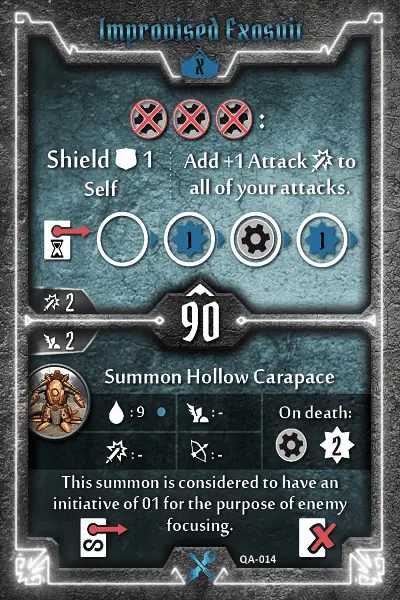 Improvised Exosuit
X
:
Shield 1
Self
Add +1 Attack to
all of your attacks.
1
1
2
90
2
Summon Hollow Carapace
: 9
: -
: -
: -
On death:
2
This summon is considered to have an
initiative of 01 for the purpose of enemy
focusing.
QA-014